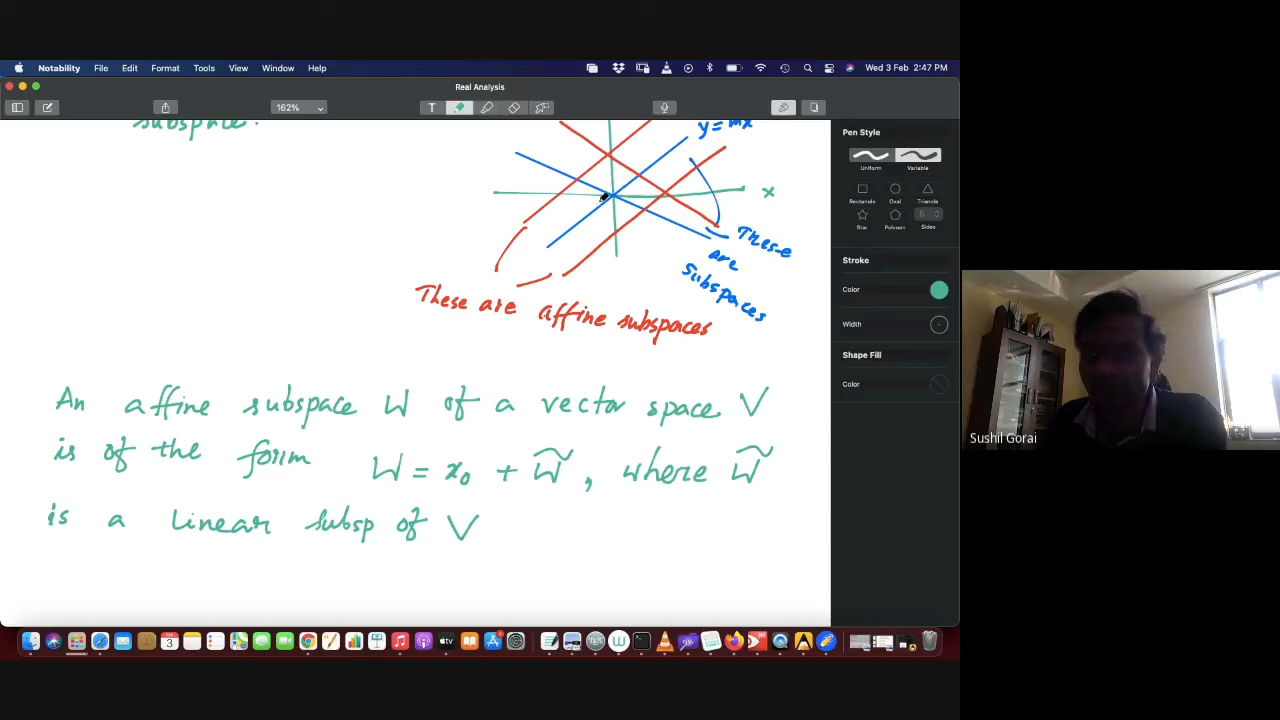 Notability File Edit Format Tools View Window Help Wed 3 Feb 2:47 PM
Real Analysis
162%
T
subspace.
y = mx
x
These
are
subspaces
These are affine subspaces
An affine subspace W of a vector space V
is of the form W = x₀ + W̃, where W̃
is a linear subsp of V
Pen Style
Uniform Variable
Rectangle Oval Triangle
5
Star Polygon Sides
Stroke
Color
Width
Shape Fill
Color
Sushil Gorai